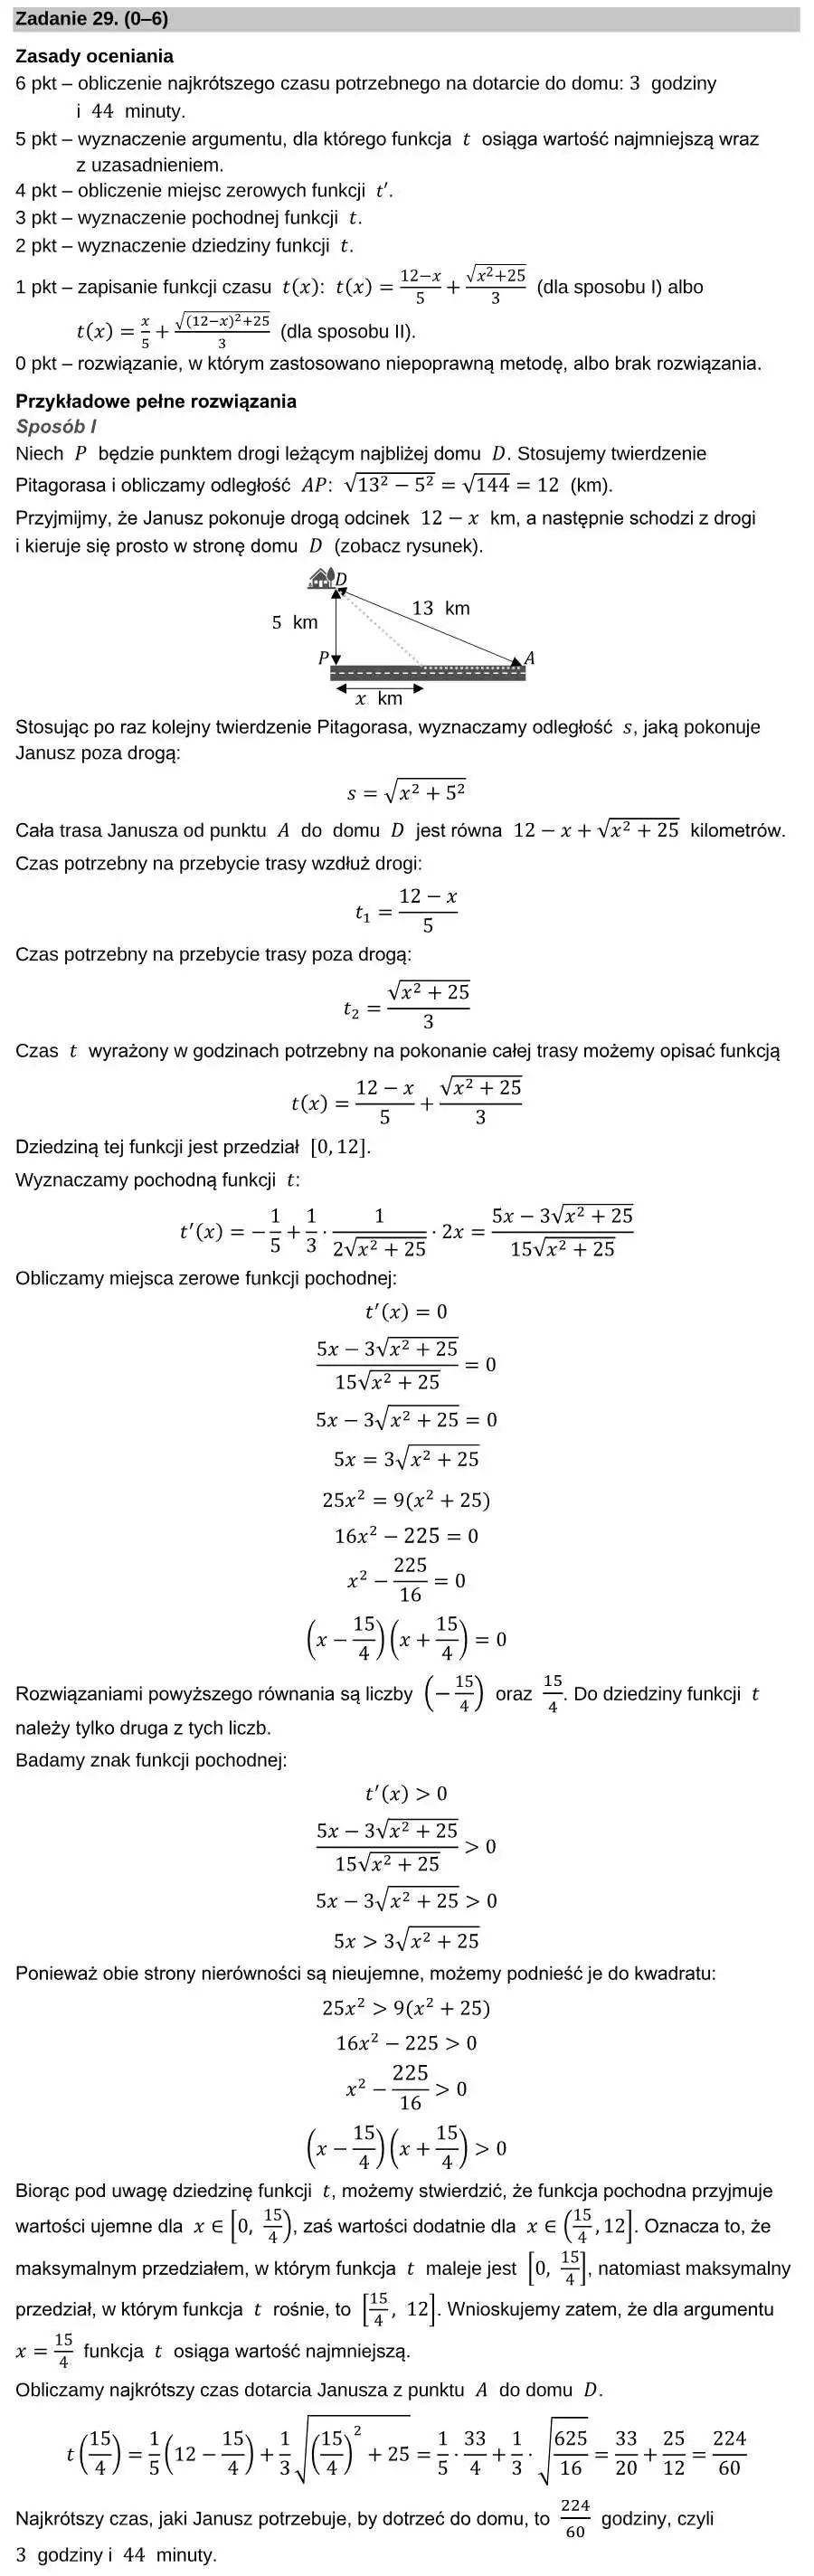 Zadanie 29. (0–6)
Zasady oceniania
6 pkt – obliczenie najkrótszego czasu potrzebnego na dotarcie do domu: 3 godziny
i 44 minuty.
5 pkt – wyznaczenie argumentu, dla którego funkcja t osiąga wartość najmniejszą wraz
z uzasadnieniem.
4 pkt – obliczenie miejsc zerowych funkcji t′.
3 pkt – wyznaczenie pochodnej funkcji t.
2 pkt – wyznaczenie dziedziny funkcji t.
1 pkt – zapisanie funkcji czasu t(x): t(x) = (12−x)/5 + √(x²+25)/3 (dla sposobu I) albo
t(x) = x/5 + √((12−x)²+25)/3 (dla sposobu II).
0 pkt – rozwiązanie, w którym zastosowano niepoprawną metodę, albo brak rozwiązania.
Przykładowe pełne rozwiązania
Sposób I
Niech P będzie punktem drogi leżącym najbliżej domu D. Stosujemy twierdzenie
Pitagorasa i obliczamy odległość AP: √(13² − 5²) = √144 = 12 (km).
Przyjmijmy, że Janusz pokonuje drogą odcinek 12 − x km, a następnie schodzi z drogi
i kieruje się prosto w stronę domu D (zobacz rysunek).
D
13 km
5 km
P
A
x km
Stosując po raz kolejny twierdzenie Pitagorasa, wyznaczamy odległość s, jaką pokonuje
Janusz poza drogą:
s = √(x² + 5²)
Cała trasa Janusza od punktu A do domu D jest równa 12 − x + √(x² + 25) kilometrów.
Czas potrzebny na przebycie trasy wzdłuż drogi:
t₁ = (12 − x)/5
Czas potrzebny na przebycie trasy poza drogą:
t₂ = √(x² + 25)/3
Czas t wyrażony w godzinach potrzebny na pokonanie całej trasy możemy opisać funkcją
t(x) = (12 − x)/5 + √(x² + 25)/3
Dziedziną tej funkcji jest przedział [0, 12].
Wyznaczamy pochodną funkcji t:
t′(x) = −1/5 + 1/3 · 1/(2√(x² + 25)) · 2x = (5x − 3√(x² + 25))/(15√(x² + 25))
Obliczamy miejsca zerowe funkcji pochodnej:
t′(x) = 0
(5x − 3√(x² + 25))/(15√(x² + 25)) = 0
5x − 3√(x² + 25) = 0
5x = 3√(x² + 25)
25x² = 9(x² + 25)
16x² − 225 = 0
x² − 225/16 = 0
(x − 15/4)(x + 15/4) = 0
Rozwiązaniami powyższego równania są liczby (−15/4) oraz 15/4. Do dziedziny funkcji t
należy tylko druga z tych liczb.
Badamy znak funkcji pochodnej:
t′(x) > 0
(5x − 3√(x² + 25))/(15√(x² + 25)) > 0
5x − 3√(x² + 25) > 0
5x > 3√(x² + 25)
Ponieważ obie strony nierówności są nieujemne, możemy podnieść je do kwadratu:
25x² > 9(x² + 25)
16x² − 225 > 0
x² − 225/16 > 0
(x − 15/4)(x + 15/4) > 0
Biorąc pod uwagę dziedzinę funkcji t, możemy stwierdzić, że funkcja pochodna przyjmuje
wartości ujemne dla x ∈ [0, 15/4), zaś wartości dodatnie dla x ∈ (15/4, 12]. Oznacza to, że
maksymalnym przedziałem, w którym funkcja t maleje jest [0, 15/4], natomiast maksymalny
przedział, w którym funkcja t rośnie, to [15/4, 12]. Wnioskujemy zatem, że dla argumentu
x = 15/4 funkcja t osiąga wartość najmniejszą.
Obliczamy najkrótszy czas dotarcia Janusza z punktu A do domu D.
t(15/4) = 1/5(12 − 15/4) + 1/3√((15/4)² + 25) = 1/5 · 33/4 + 1/3 · √(625/16) = 33/20 + 25/12 = 224/60
Najkrótszy czas, jaki Janusz potrzebuje, by dotrzeć do domu, to 224/60 godziny, czyli
3 godziny i 44 minuty.